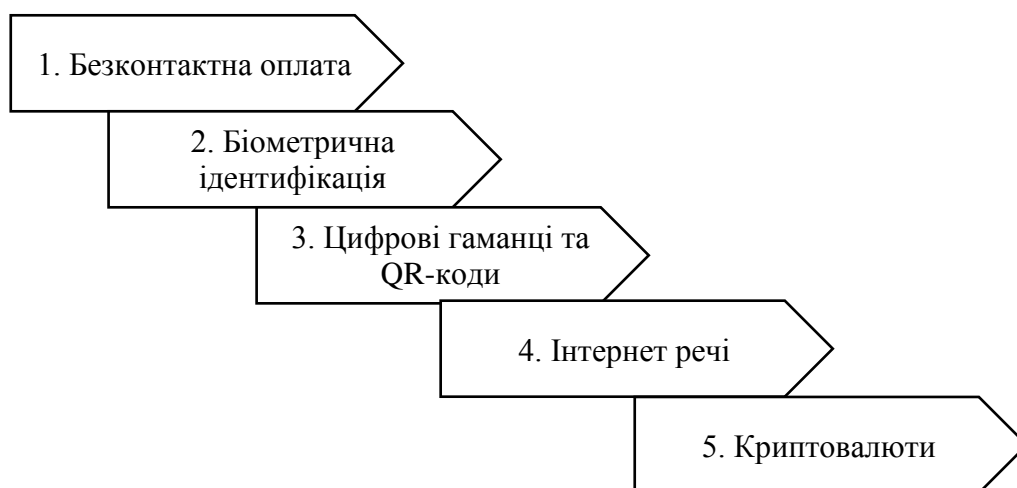 1. Безконтактна оплата
2. Біометрична
ідентифікація
3. Цифрові гаманці та
QR-коди
4. Інтернет речі
5. Криптовалюти